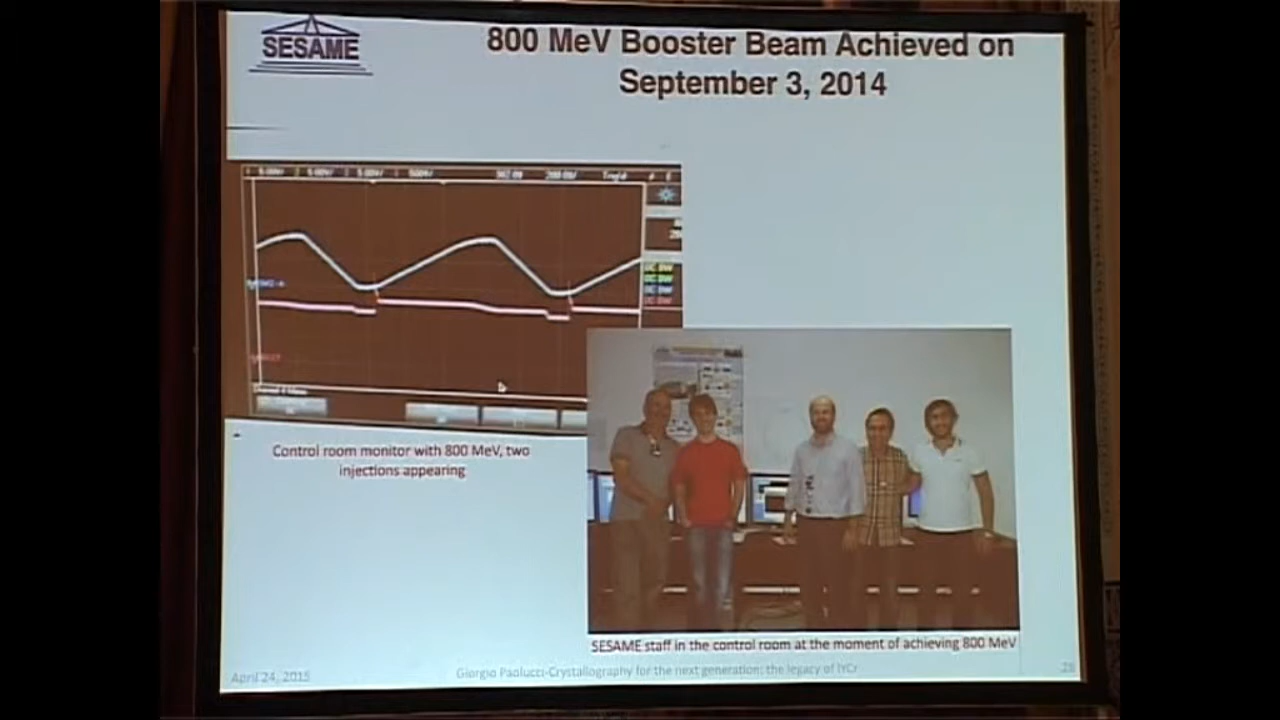 SESAME
800 MeV Booster Beam Achieved on
September 3, 2014
Control room monitor with 800 MeV, two
injections appearing
SESAME staff in the control room at the moment of achieving 800 MeV
April 24, 2015
Giorgio Paolucci-Crystallography for the next generation; the legacy of IYCr